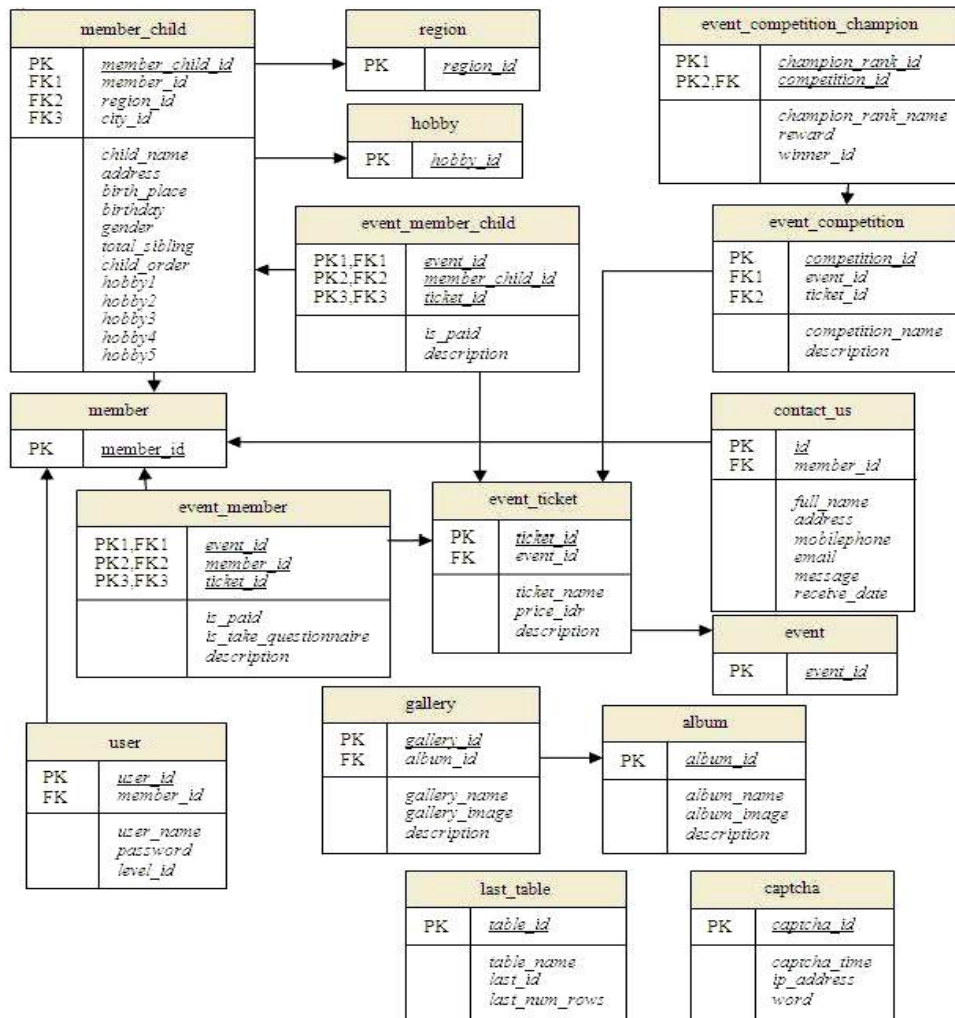 member_child
PK member_child_id
FK1 member_id
FK2 region_id
FK3 city_id
child_name
address
birth_place
birthday
gender
total_sibling
child_order
hobby1
hobby2
hobby3
hobby4
hobby5
region
PK region_id
hobby
PK hobby_id
event_competition_champion
PK1 champion_rank_id
PK2,FK competition_id
champion_rank_name
reward
winner_id
event_member_child
PK1,FK1 event_id
PK2,FK2 member_child_id
PK3,FK3 ticket_id
is_paid
description
event_competition
PK competition_id
FK1 event_id
FK2 ticket_id
competition_name
description
member
PK member_id
contact_us
PK id
FK member_id
full_name
address
mobilephone
email
message
receive_date
event_member
PK1,FK1 event_id
PK2,FK2 member_id
PK3,FK3 ticket_id
is_paid
is_take_questionnaire
description
event_ticket
PK ticket_id
FK event_id
ticket_name
price_idr
description
event
PK event_id
user
PK user_id
FK member_id
user_name
password
level_id
gallery
PK gallery_id
FK album_id
gallery_name
gallery_image
description
album
PK album_id
album_name
album_image
description
last_table
PK table_id
table_name
last_id
last_num_rows
captcha
PK captcha_id
captcha_time
ip_address
word